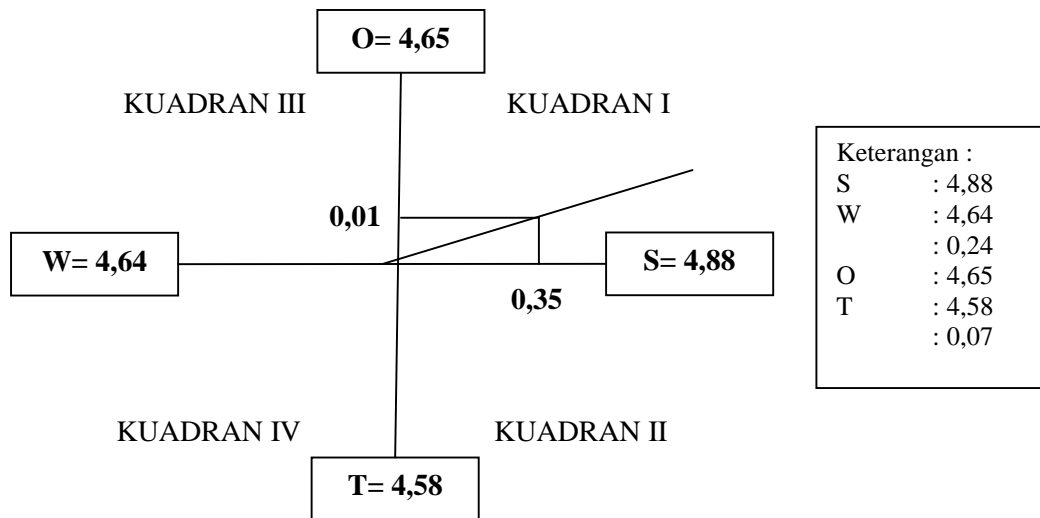 O= 4,65
KUADRAN III
KUADRAN I
0,01
W= 4,64
S= 4,88
0,35
KUADRAN IV
KUADRAN II
T= 4,58
Keterangan :
S : 4,88
W : 4,64
: 0,24
O : 4,65
T : 4,58
: 0,07